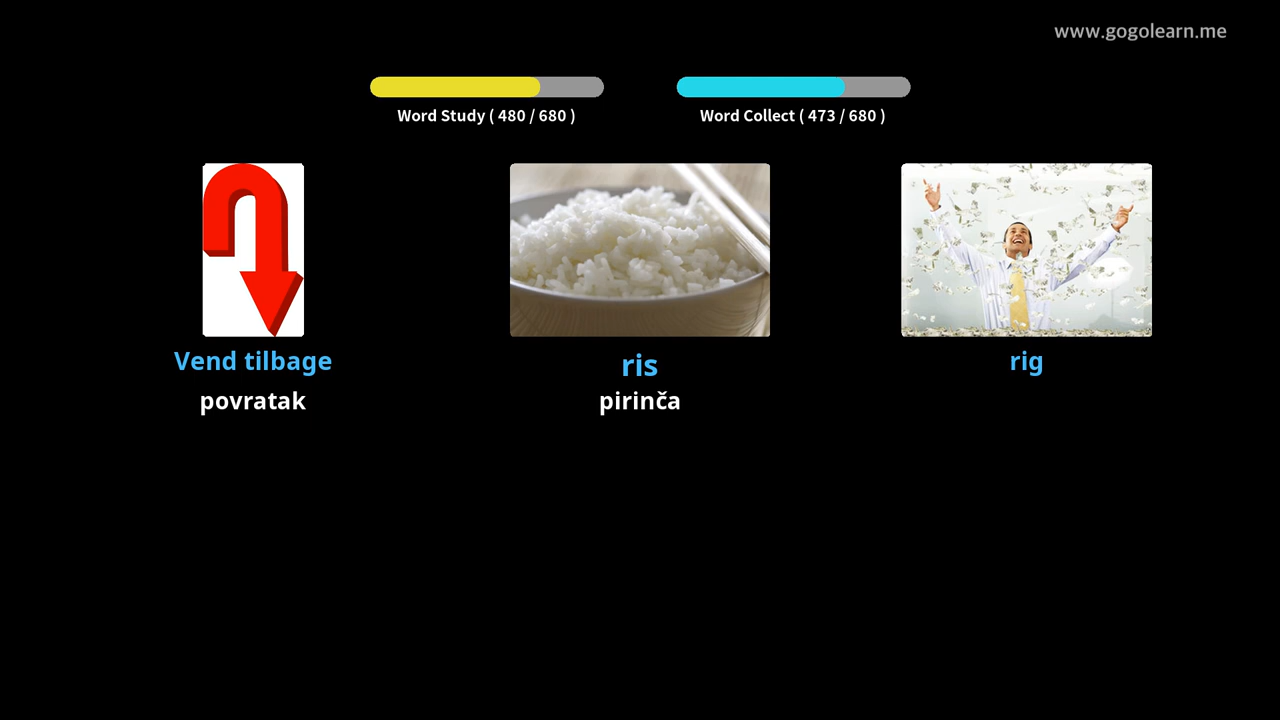 www.gogolearn.me
Word Study ( 480 / 680 )
Word Collect ( 473 / 680 )
Vend tilbage
povratak
ris
pirinča
rig